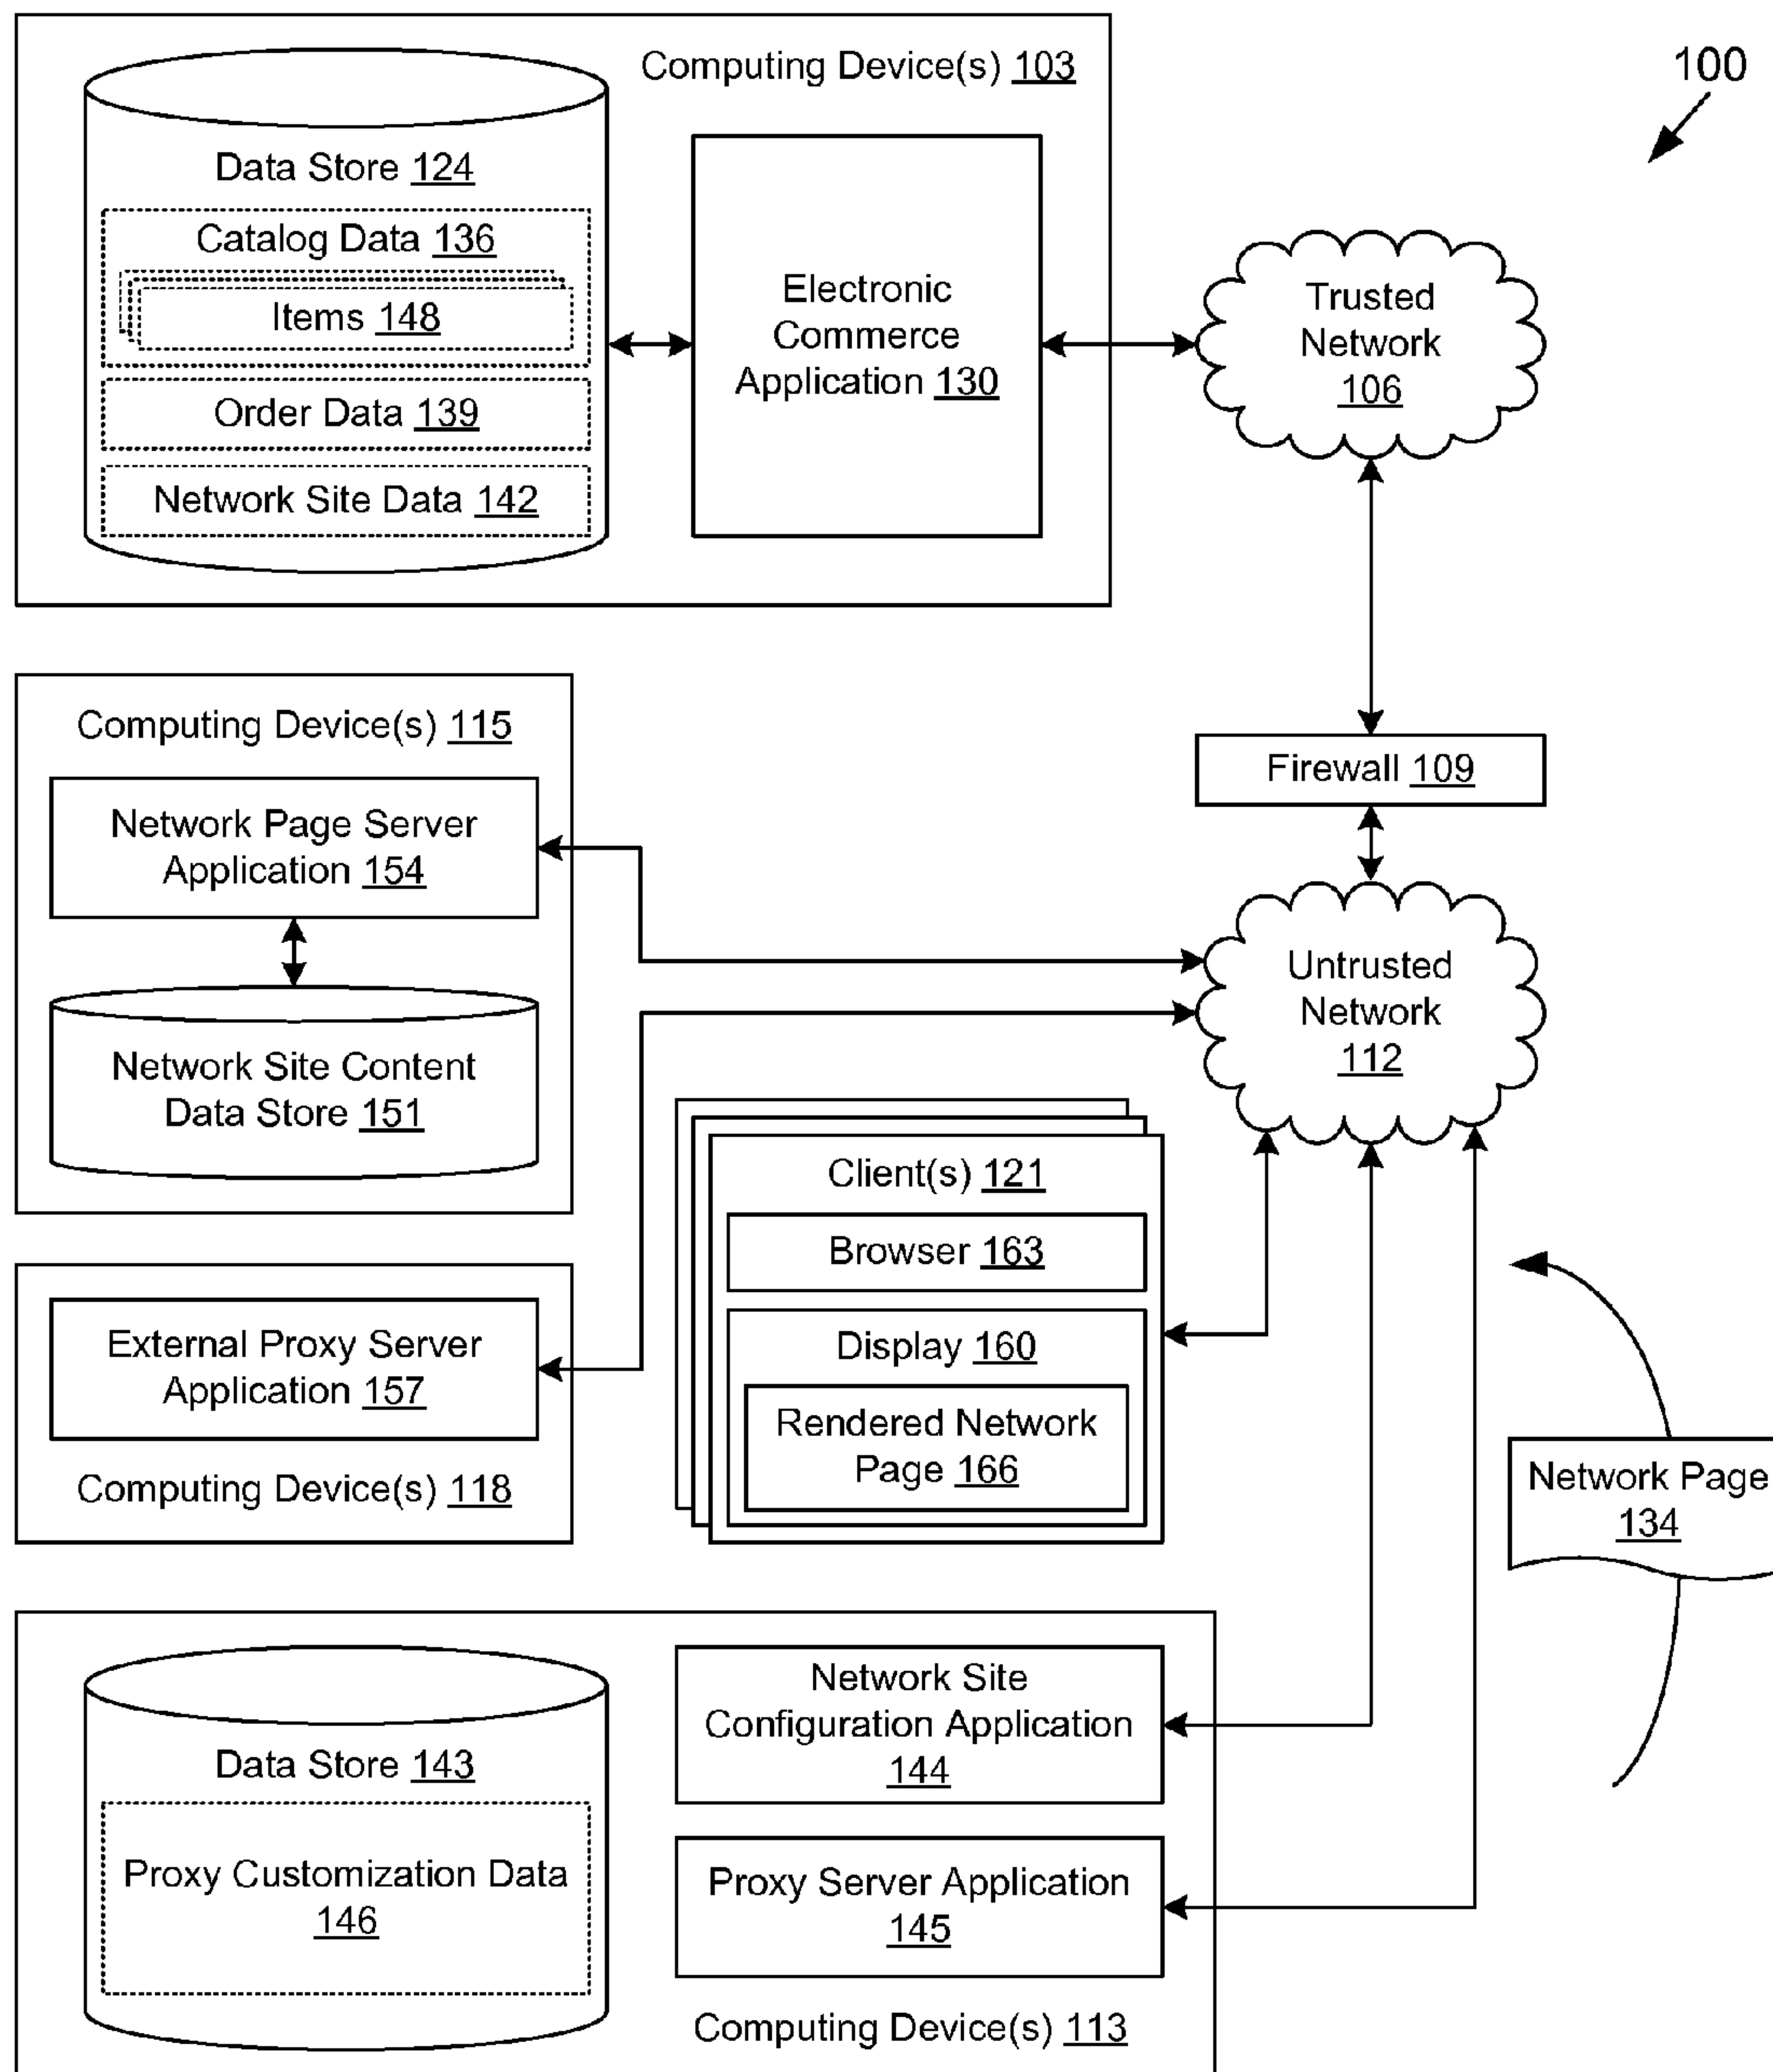 Computing Device(s) 103
100
Data Store 124
Catalog Data 136
Items 148
Order Data 139
Network Site Data 142
Electronic
Commerce
Application 130
Trusted
Network
106
Computing Device(s) 115
Network Page Server
Application 154
Network Site Content
Data Store 151
Firewall 109
Untrusted
Network
112
Client(s) 121
Browser 163
Display 160
Rendered Network
Page 166
External Proxy Server
Application 157
Computing Device(s) 118
Network Page
134
Data Store 143
Proxy Customization Data
146
Network Site
Configuration Application
144
Proxy Server Application
145
Computing Device(s) 113